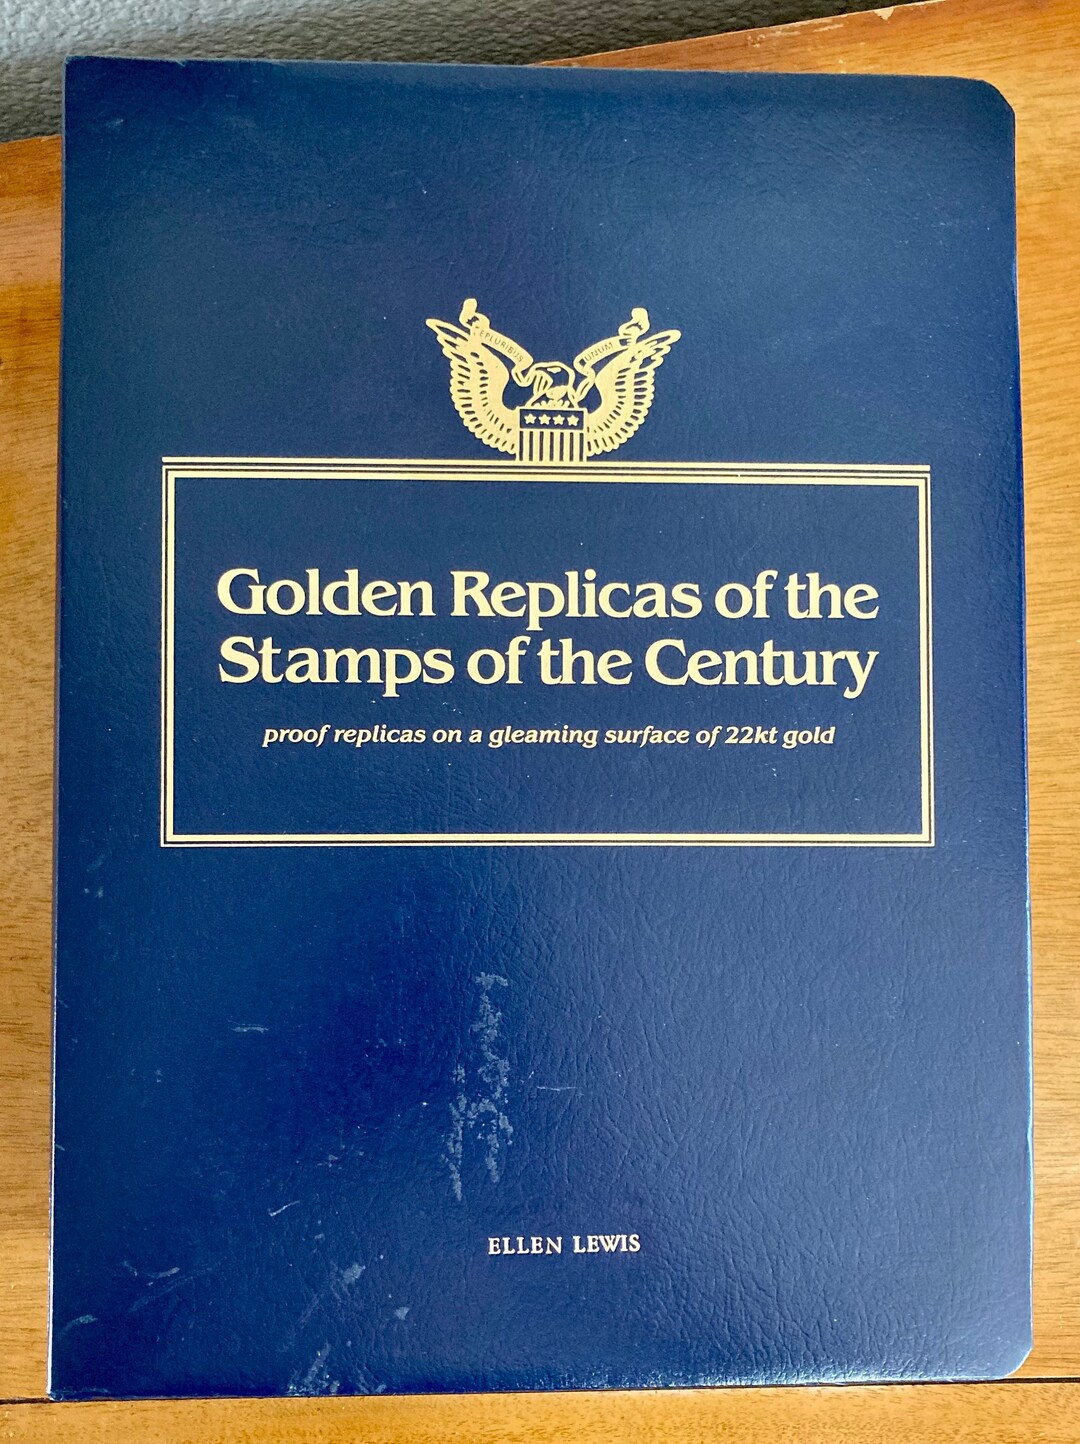 E PLURIBUS UNUM
Golden Replicas of the
Stamps of the Century
proof replicas on a gleaming surface of 22kt gold
ELLEN LEWIS